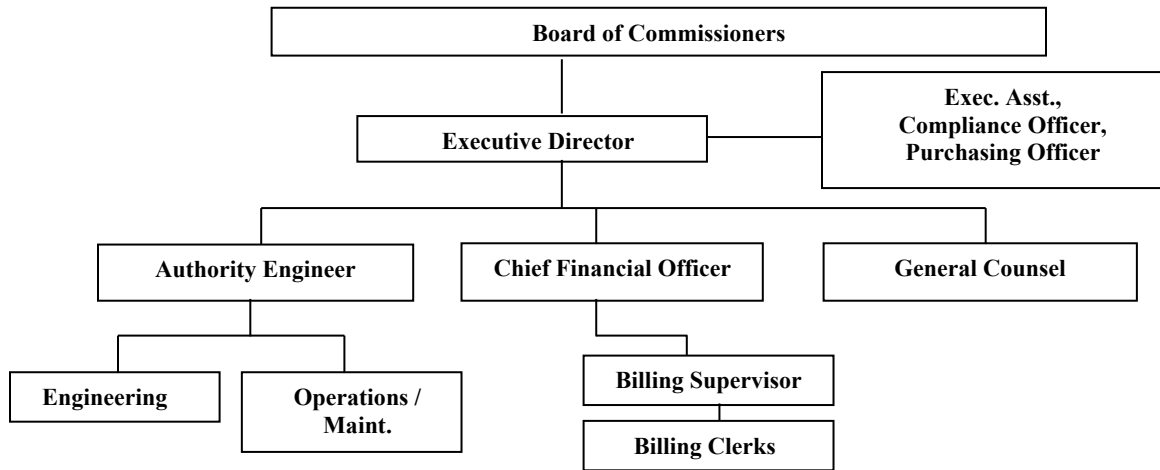 Board of Commissioners
Exec. Asst.,
Compliance Officer,
Purchasing Officer
Executive Director
Authority Engineer
Chief Financial Officer
General Counsel
Engineering
Operations /
Maint.
Billing Supervisor
Billing Clerks